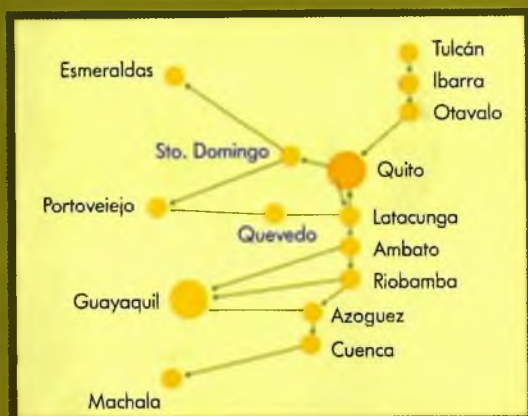 Tulcán
Esmeraldas
Ibarra
Otavalo
Sto. Domingo
Quito
Portoveiejo
Latacunga
Quevedo
Ambato
Riobamba
Guayaquil
Azoguez
Cuenca
Machala